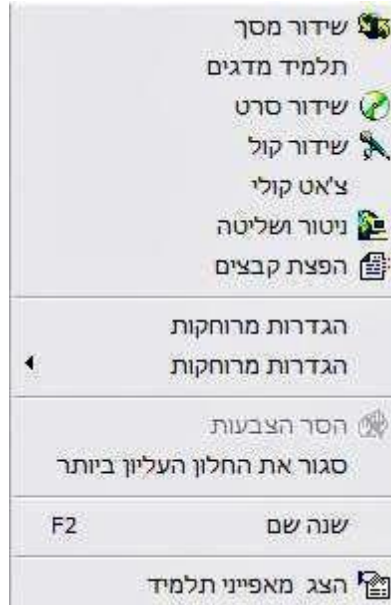 שידור מסך
תלמיד מדגים
שידור סרט
שידור קול
צ'אט קולי
ניטור ושליטה
הפצת קבצים
הגדרות מרוחקות
הגדרות מרוחקות
הסר הצבעות
סגור את החלון העליון ביותר
שנה שם F2
הצג מאפייני תלמיד